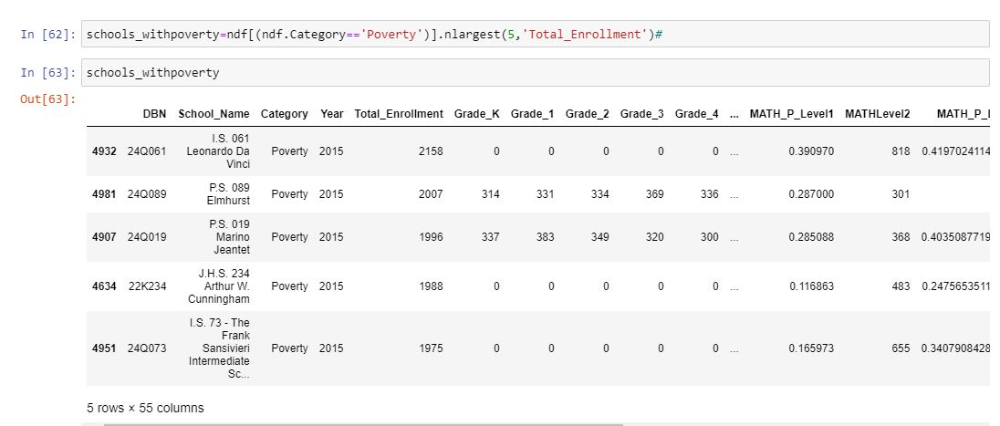 In [62]: schools_withpoverty=ndf[(ndf.Category=='Poverty')].nlargest(5,'Total_Enrollment')#
In [63]: schools_withpoverty
Out[63]:
DBN School_Name Category Year Total_Enrollment Grade_K Grade_1 Grade_2 Grade_3 Grade_4 ... MATH_P_Level1 MATHLevel2 MATH_P_L
I.S. 061
4932 24Q061 Leonardo Da Poverty 2015 2158 0 0 0 0 0 ... 0.390970 818 0.4197024114
Vinci
P.S. 089
4981 24Q089 Elmhurst Poverty 2015 2007 314 331 334 369 336 ... 0.287000 301
P.S. 019
4907 24Q019 Marino Poverty 2015 1996 337 383 349 320 300 ... 0.285088 368 0.4035087719
Jeantet
J.H.S. 234
4634 22K234 Arthur W. Poverty 2015 1988 0 0 0 0 0 ... 0.116863 483 0.2475653511
Cunningham
I.S. 73 - The
Frank
4951 24Q073 Sansivieri Poverty 2015 1975 0 0 0 0 0 ... 0.165973 655 0.3407908428
Intermediate
Sc...
5 rows × 55 columns